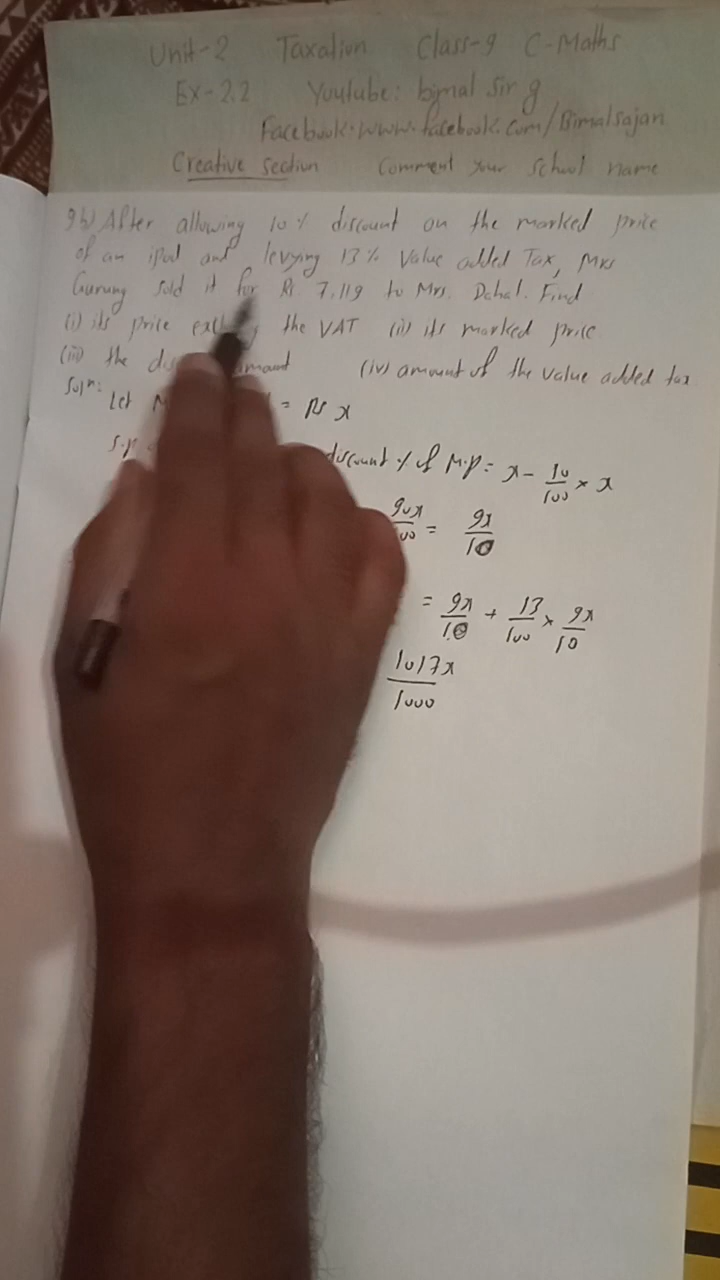 Unit-2 Taxation Class-9 C-Maths
Ex-2.2 Youtube: bimal sir g
Facebook: www.facebook.com/Bimalsajan
Creative section Comment your school name
9b) After allowing 10% discount on the marked price
of an ipod and levying 13% Value added Tax, Mrs
Gurung sold it for Rs 7,119 to Mrs. Dahal. Find
(i) its price the VAT (ii) its marked price
(iii) the amount (iv) amount of the value added tax
Soln:
Let = Rs x
S.P discount % of M.P = x - 10/100 × x
90x/100 = 9x/10
= 9x/10 + 13/100 × 9x/10
1017x/1000